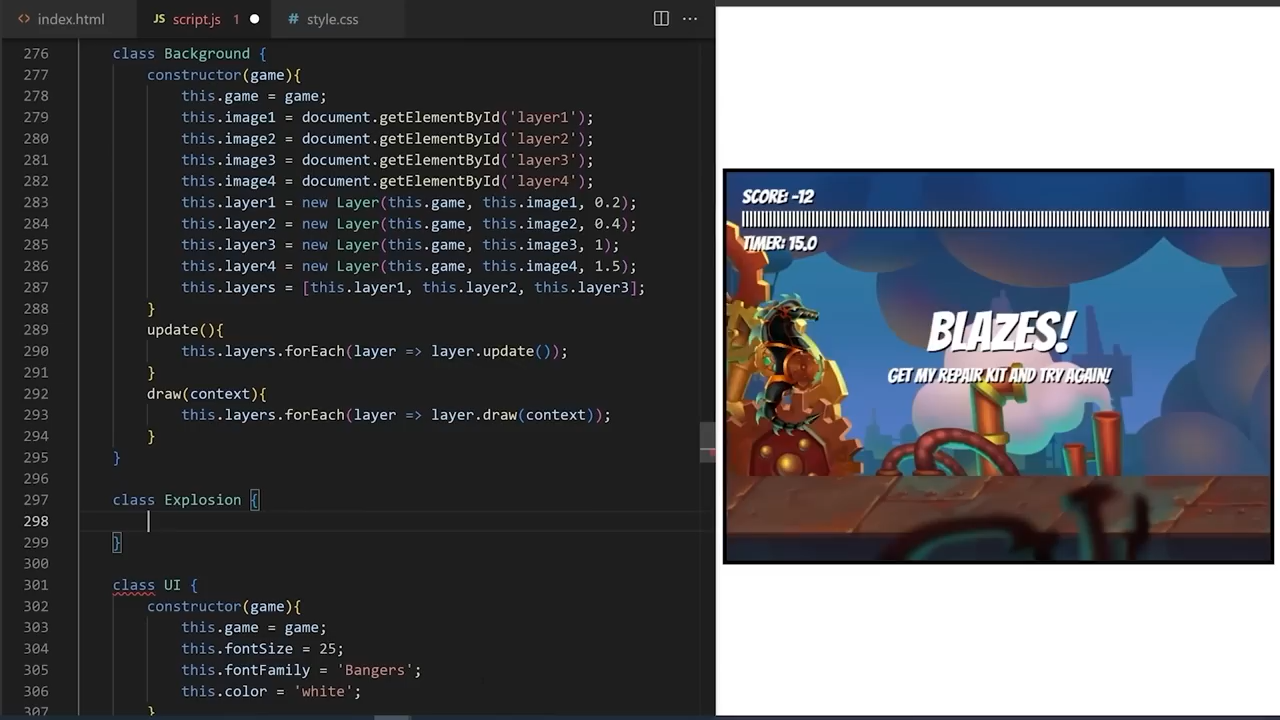 index.html
JS script.js 1
# style.css
276 class Background {
277 constructor(game){
278 this.game = game;
279 this.image1 = document.getElementById('layer1');
280 this.image2 = document.getElementById('layer2');
281 this.image3 = document.getElementById('layer3');
282 this.image4 = document.getElementById('layer4');
283 this.layer1 = new Layer(this.game, this.image1, 0.2);
284 this.layer2 = new Layer(this.game, this.image2, 0.4);
285 this.layer3 = new Layer(this.game, this.image3, 1);
286 this.layer4 = new Layer(this.game, this.image4, 1.5);
287 this.layers = [this.layer1, this.layer2, this.layer3];
288 }
289 update(){
290 this.layers.forEach(layer => layer.update());
291 }
292 draw(context){
293 this.layers.forEach(layer => layer.draw(context));
294 }
295 }
296
297 class Explosion {
298
299 }
300
301 class UI {
302 constructor(game){
303 this.game = game;
304 this.fontSize = 25;
305 this.fontFamily = 'Bangers';
306 this.color = 'white';
307 }
SCORE: -12
TIMER: 15.0
BLAZES!
GET MY REPAIR KIT AND TRY AGAIN!